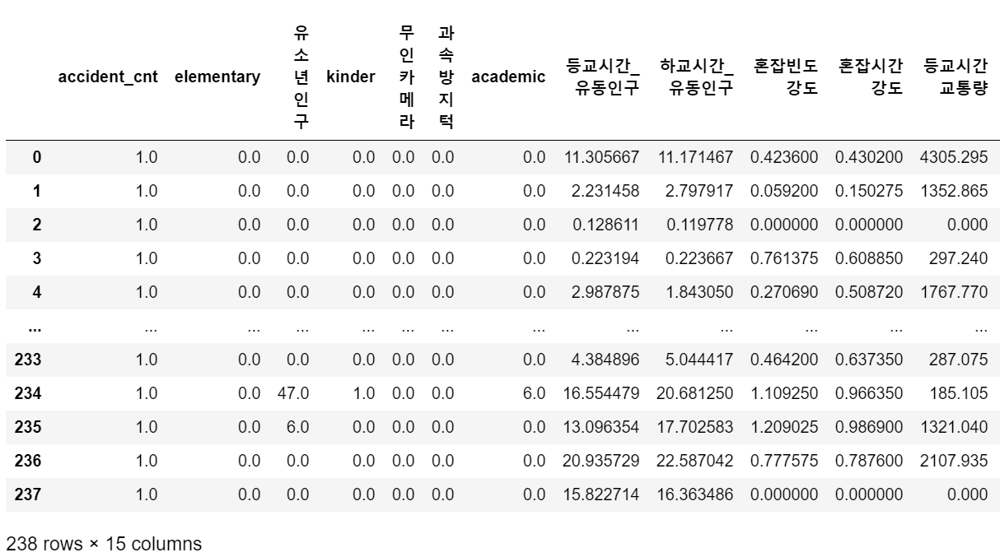 accident_cnt elementary 유소년인구 kinder 무인카메라 과속방지턱 academic 등교시간_유동인구 하교시간_유동인구 혼잡빈도강도 혼잡시간강도 등교시간교통량
0 1.0 0.0 0.0 0.0 0.0 0.0 0.0 11.305667 11.171467 0.423600 0.430200 4305.295
1 1.0 0.0 0.0 0.0 0.0 0.0 0.0 2.231458 2.797917 0.059200 0.150275 1352.865
2 1.0 0.0 0.0 0.0 0.0 0.0 0.0 0.128611 0.119778 0.000000 0.000000 0.000
3 1.0 0.0 0.0 0.0 0.0 0.0 0.0 0.223194 0.223667 0.761375 0.608850 297.240
4 1.0 0.0 0.0 0.0 0.0 0.0 0.0 2.987875 1.843050 0.270690 0.508720 1767.770
... ... ... ... ... ... ... ... ... ... ... ... ...
233 1.0 0.0 0.0 0.0 0.0 0.0 0.0 4.384896 5.044417 0.464200 0.637350 287.075
234 1.0 0.0 47.0 1.0 0.0 0.0 6.0 16.554479 20.681250 1.109250 0.966350 185.105
235 1.0 0.0 6.0 0.0 0.0 0.0 0.0 13.096354 17.702583 1.209025 0.986900 1321.040
236 1.0 0.0 0.0 0.0 0.0 0.0 0.0 20.935729 22.587042 0.777575 0.787600 2107.935
237 1.0 0.0 0.0 0.0 0.0 0.0 0.0 15.822714 16.363486 0.000000 0.000000 0.000
238 rows × 15 columns